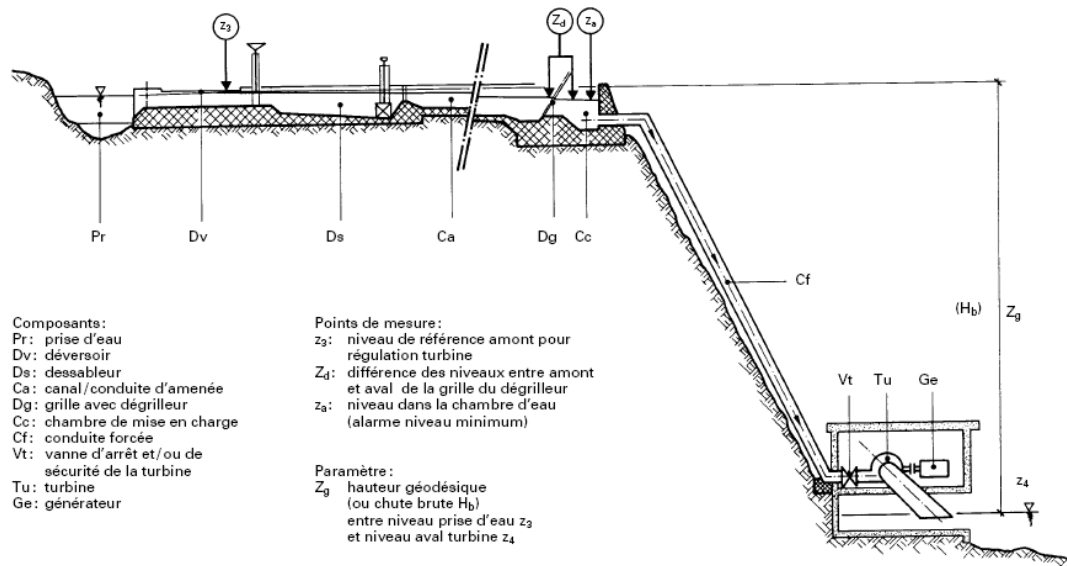 z3
Zd
za
Pr
Dv
Ds
Ca
Dg
Cc
Cf
(Hb)
Zg
Vt
Tu
Ge
z4
Composants:
Pr: prise d'eau
Dv: déversoir
Ds: dessableur
Ca: canal/conduite d'amenée
Dg: grille avec dégrilleur
Cc: chambre de mise en charge
Cf: conduite forcée
Vt: vanne d'arrêt et/ou de
sécurité de la turbine
Tu: turbine
Ge: générateur
Points de mesure:
z3: niveau de référence amont pour
régulation turbine
Zd: différence des niveaux entre amont
et aval de la grille du dégrilleur
za: niveau dans la chambre d'eau
(alarme niveau minimum)
Paramètre:
Zg hauteur géodésique
(ou chute brute Hb)
entre niveau prise d'eau z3
et niveau aval turbine z4